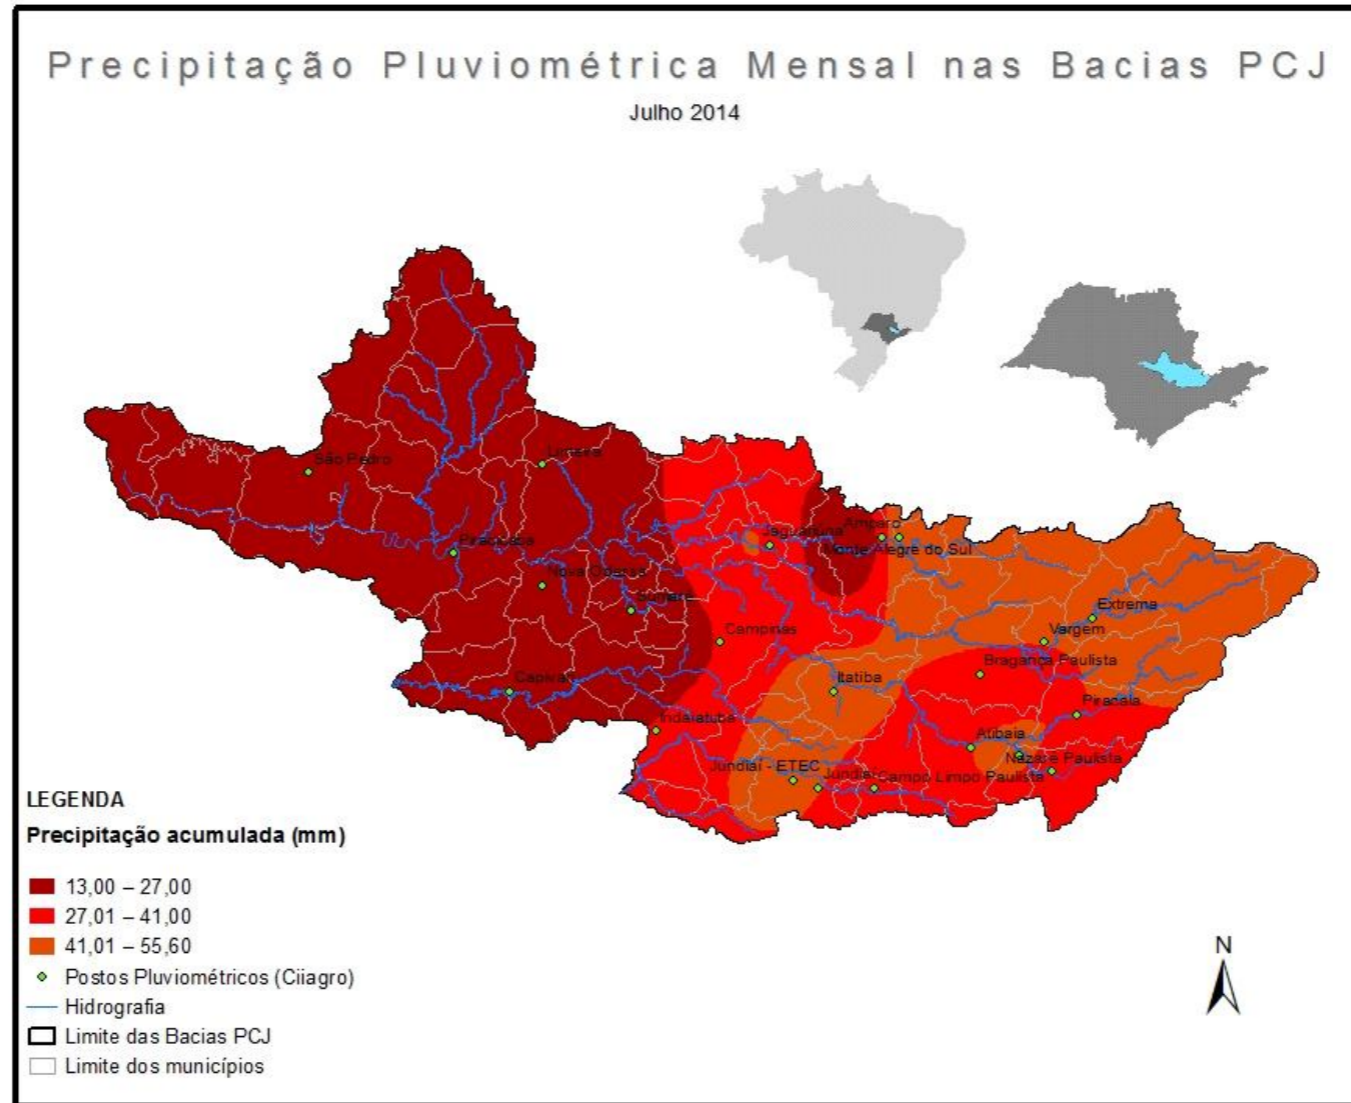 Precipitação Pluviométrica Mensal nas Bacias PCJ
Julho 2014
São Pedro
Limeira
Piracicaba
Nova Odessa
Sumaré
Capivari
Jaguariúna
Amparo
Monte Alegre do Sul
Campinas
Extrema
Vargem
Bragança Paulista
Itatiba
Piracaia
Indaiatuba
Atibaia
Nazaré Paulista
Jundiaí - ETEC
Jundiaí
Campo Limpo Paulista
LEGENDA
Precipitação acumulada (mm)
13,00 – 27,00
27,01 – 41,00
41,01 – 55,60
Postos Pluviométricos (Ciiagro)
Hidrografia
Limite das Bacias PCJ
Limite dos municípios
N